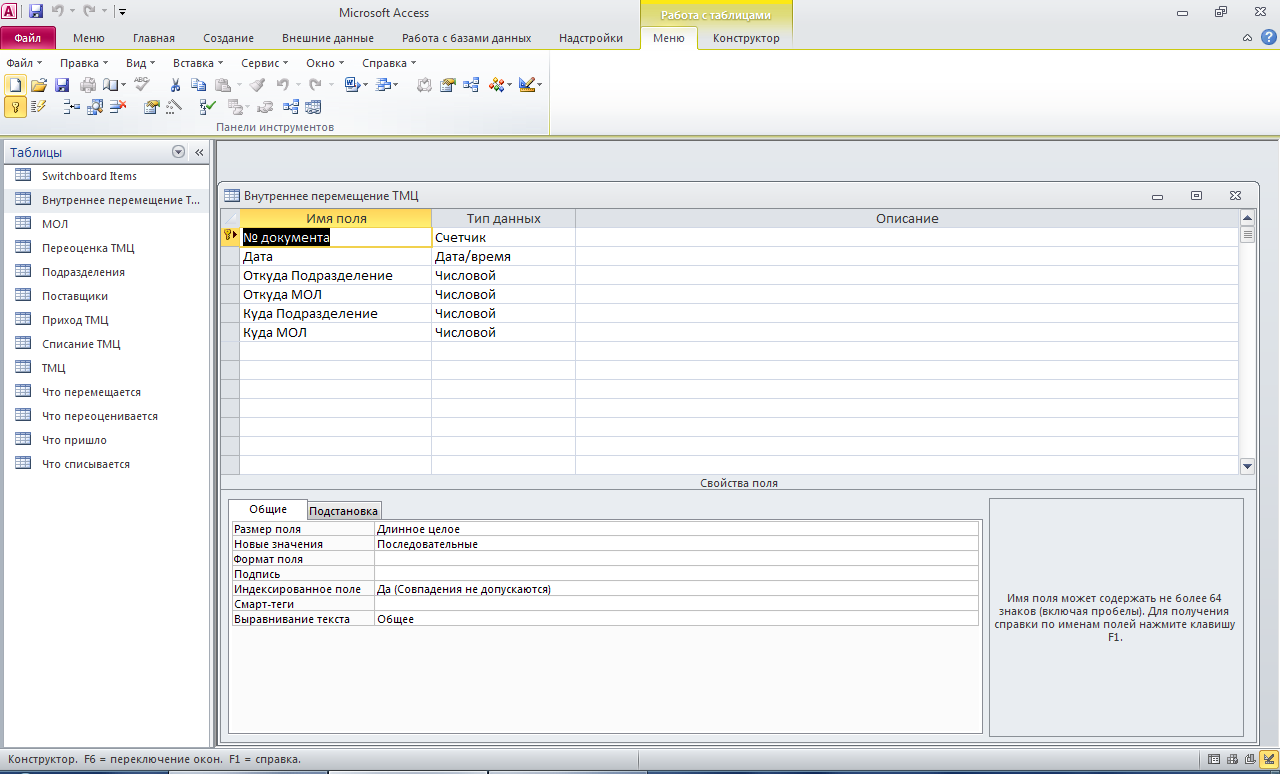 Microsoft Access
Работа с таблицами
Файл
Меню
Главная
Создание
Внешние данные
Работа с базами данных
Надстройки
Меню
Конструктор
Файл
Правка
Вид
Вставка
Сервис
Окно
Справка
Панели инструментов
Таблицы
Switchboard Items
Внутреннее перемещение Т...
МОЛ
Переоценка ТМЦ
Подразделения
Поставщики
Приход ТМЦ
Списание ТМЦ
ТМЦ
Что перемещается
Что переоценивается
Что пришло
Что списывается
Внутреннее перемещение ТМЦ
Имя поля Тип данных Описание
№ документа Счетчик
Дата Дата/время
Откуда Подразделение Числовой
Откуда МОЛ Числовой
Куда Подразделение Числовой
Куда МОЛ Числовой
Свойства поля
Общие Подстановка
Размер поля Длинное целое
Новые значения Последовательные
Формат поля
Подпись
Индексированное поле Да (Совпадения не допускаются)
Смарт-теги
Выравнивание текста Общее
Имя поля может содержать не более 64
знаков (включая пробелы). Для получения
справки по именам полей нажмите клавишу
F1.
Конструктор. F6 = переключение окон. F1 = справка.